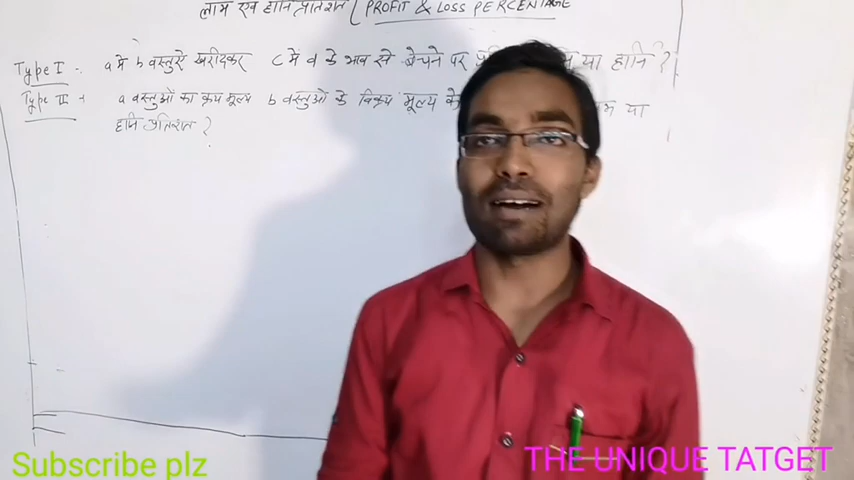 लाभ एवं हानि प्रतिशत ( PROFIT & LOSS PERCENTAGE
Type I : a में b वस्तुऐं खरीदकर c में d के भाव से बेचने पर या हानि ?
Type II : a वस्तुओं का क्रय मूल्य b वस्तुओं के विक्रय मूल्य के या
हानि प्रतिशत ?
Subscribe plz
THE UNIQUE TATGET